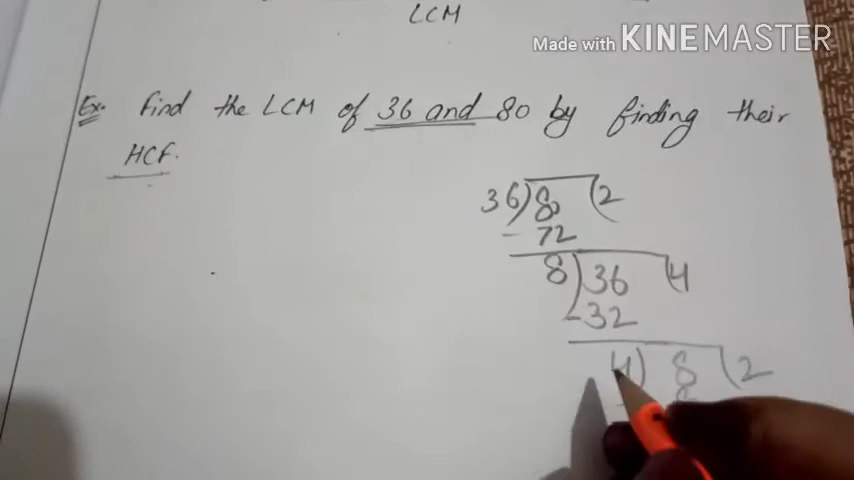 LCM
Made with KINEMASTER
Ex. Find the LCM of 36 and 80 by finding their
HCF.
36)80(2
- 72
8)36(4
-32
4)8(2
8